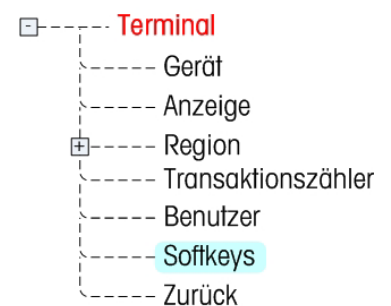 Terminal
Gerät
Anzeige
Region
Transaktionszähler
Benutzer
Softkeys
Zurück